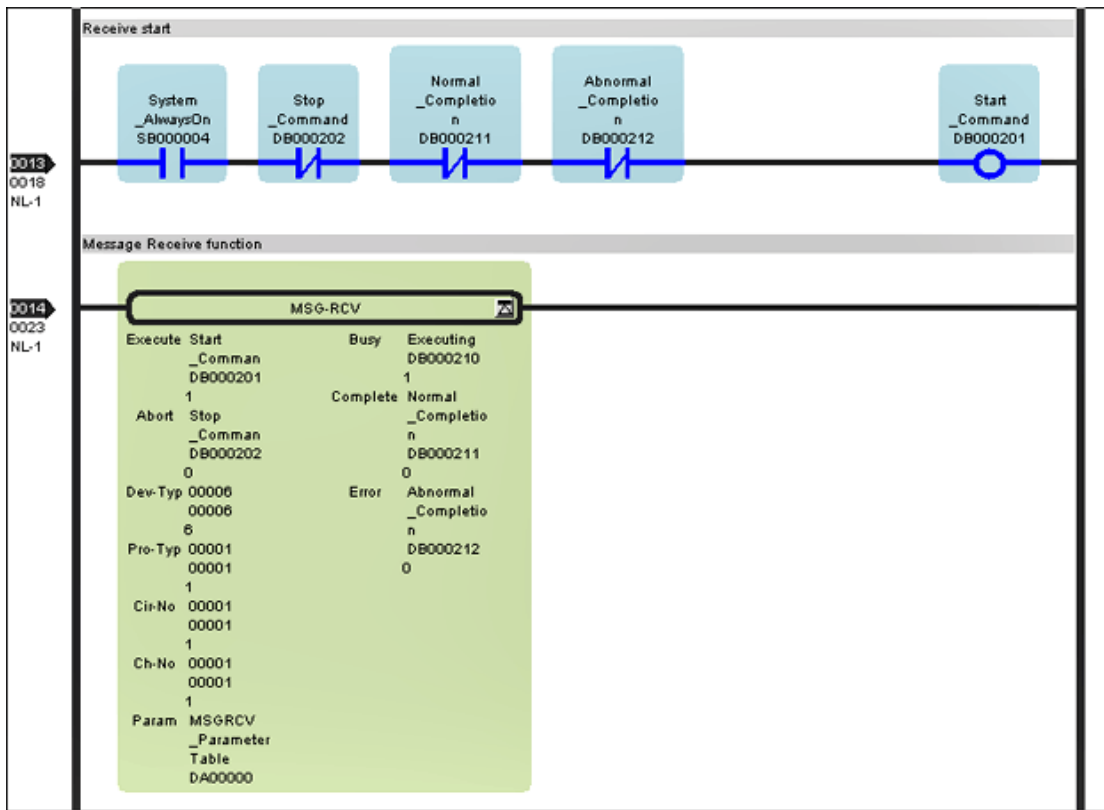 Receive start
System
_AlwaysOn
SB000004
Stop
_Command
DB000202
Normal
_Completio
n
DB000211
Abnormal
_Completio
n
DB000212
Start
_Command
DB000201
0013
0018
NL-1
Message Receive function
0014
0023
NL-1
MSG-RCV
Execute Start
_Comman
DB000201
1
Abort Stop
_Comman
DB000202
0
Dev-Typ 00006
00006
6
Pro-Typ 00001
00001
1
Cir-No 00001
00001
1
Ch-No 00001
00001
1
Param MSGRCV
_Parameter
Table
DA00000
Busy Executing
DB000210
1
Complete Normal
_Completio
n
DB000211
0
Error Abnormal
_Completio
n
DB000212
0